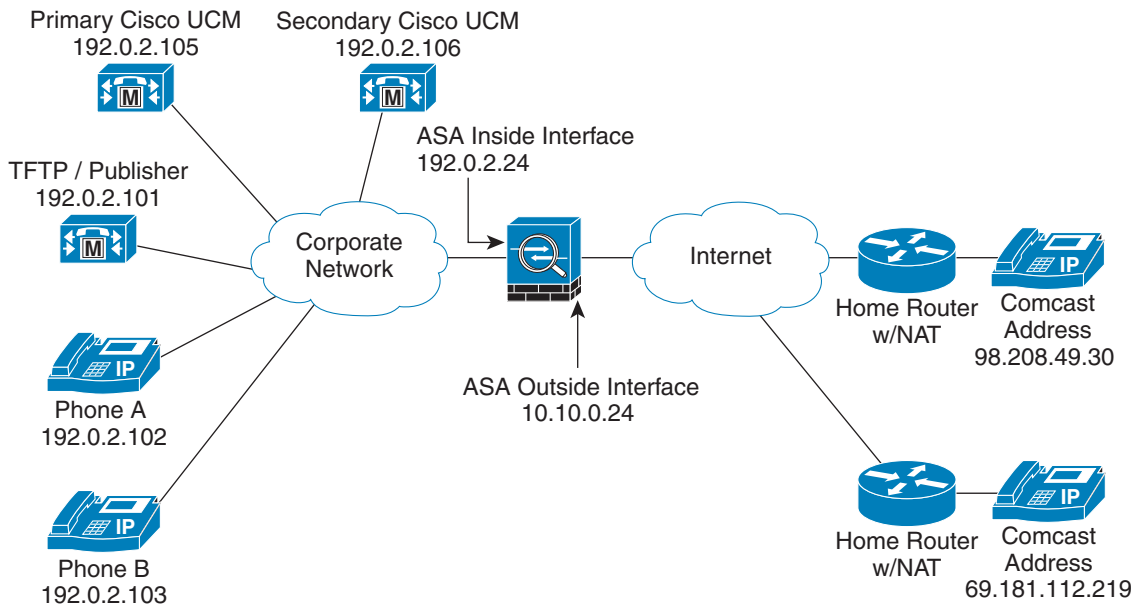 Primary Cisco UCM
192.0.2.105
Secondary Cisco UCM
192.0.2.106
M
M
ASA Inside Interface
192.0.2.24
TFTP / Publisher
192.0.2.101
M
Corporate
Network
Internet
IP
Home Router
w/NAT
Comcast
Address
98.208.49.30
IP
Phone A
192.0.2.102
ASA Outside Interface
10.10.0.24
IP
Phone B
192.0.2.103
IP
Home Router
w/NAT
Comcast
Address
69.181.112.219